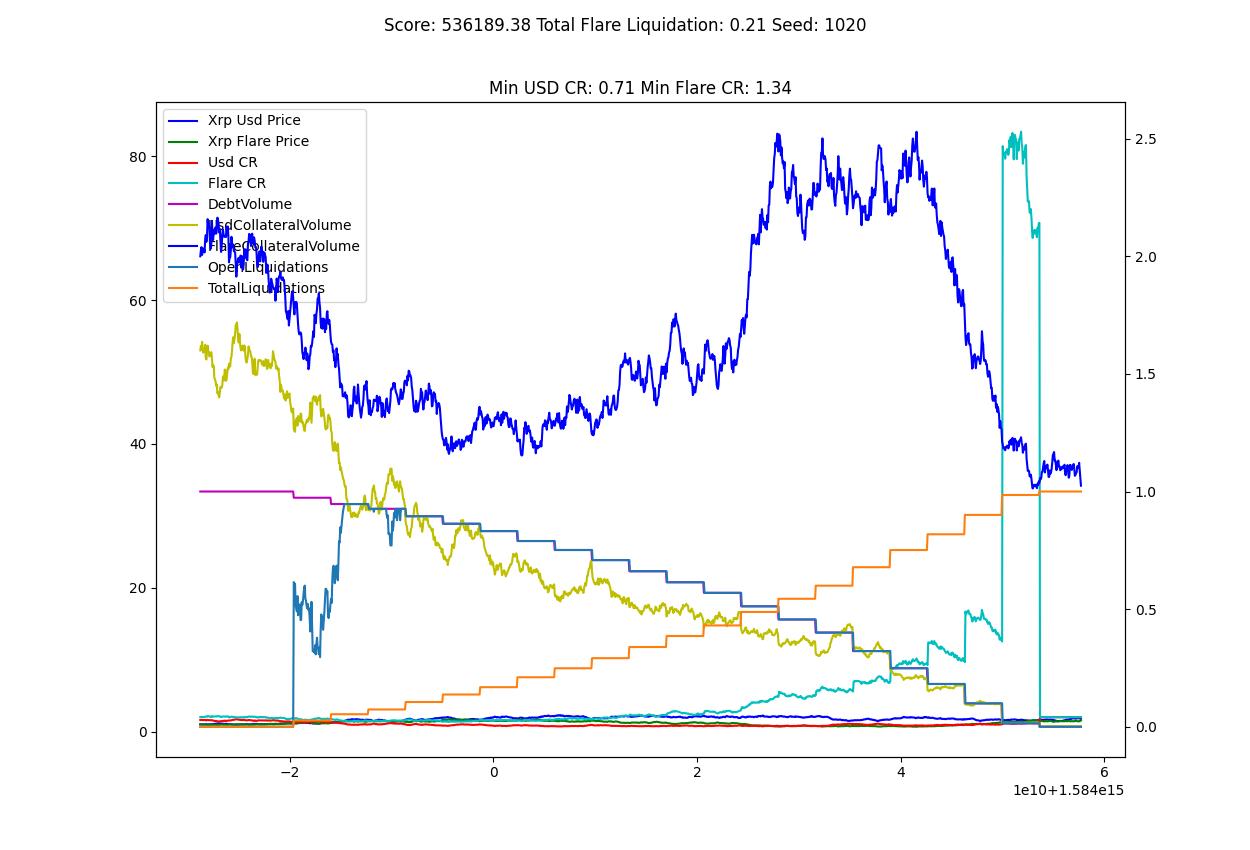 Score: 536189.38 Total Flare Liquidation: 0.21 Seed: 1020
Min USD CR: 0.71 Min Flare CR: 1.34
Xrp Usd Price
Xrp Flare Price
Usd CR
Flare CR
DebtVolume
UsdCollateralVolume
FlareCollateralVolume
OpenLiquidations
TotalLiquidations
80
60
40
20
0
2.5
2.0
1.5
1.0
0.5
0.0
−2
0
2
4
6
1e10+1.584e15